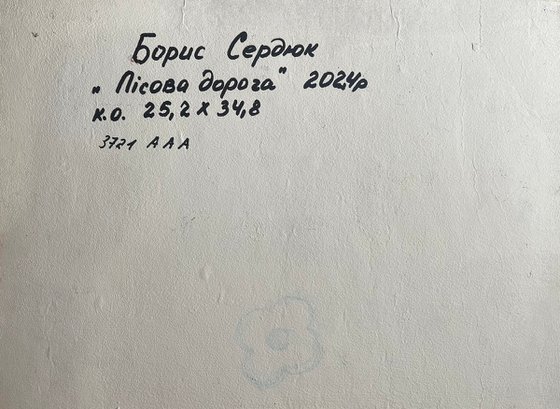 Борис Сердюк
„Лісова дорога" 2024р
к.о. 25,2 х 34,8
3721 ААА